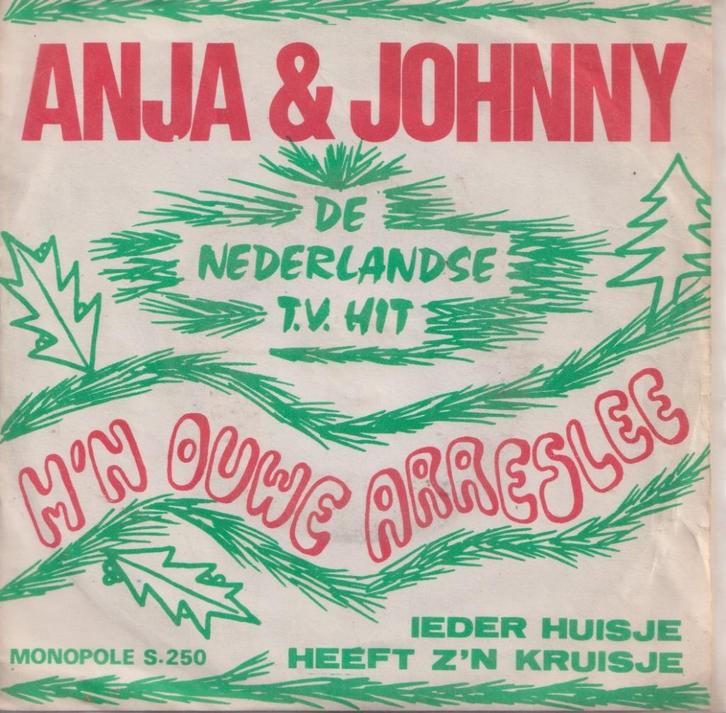 ANJA & JOHNNY
DE
NEDERLANDSE
T.V. HIT
M'N OUWE ARRESLEE
IEDER HUISJE
MONOPOLE S.250 HEEFT Z'N KRUISJE